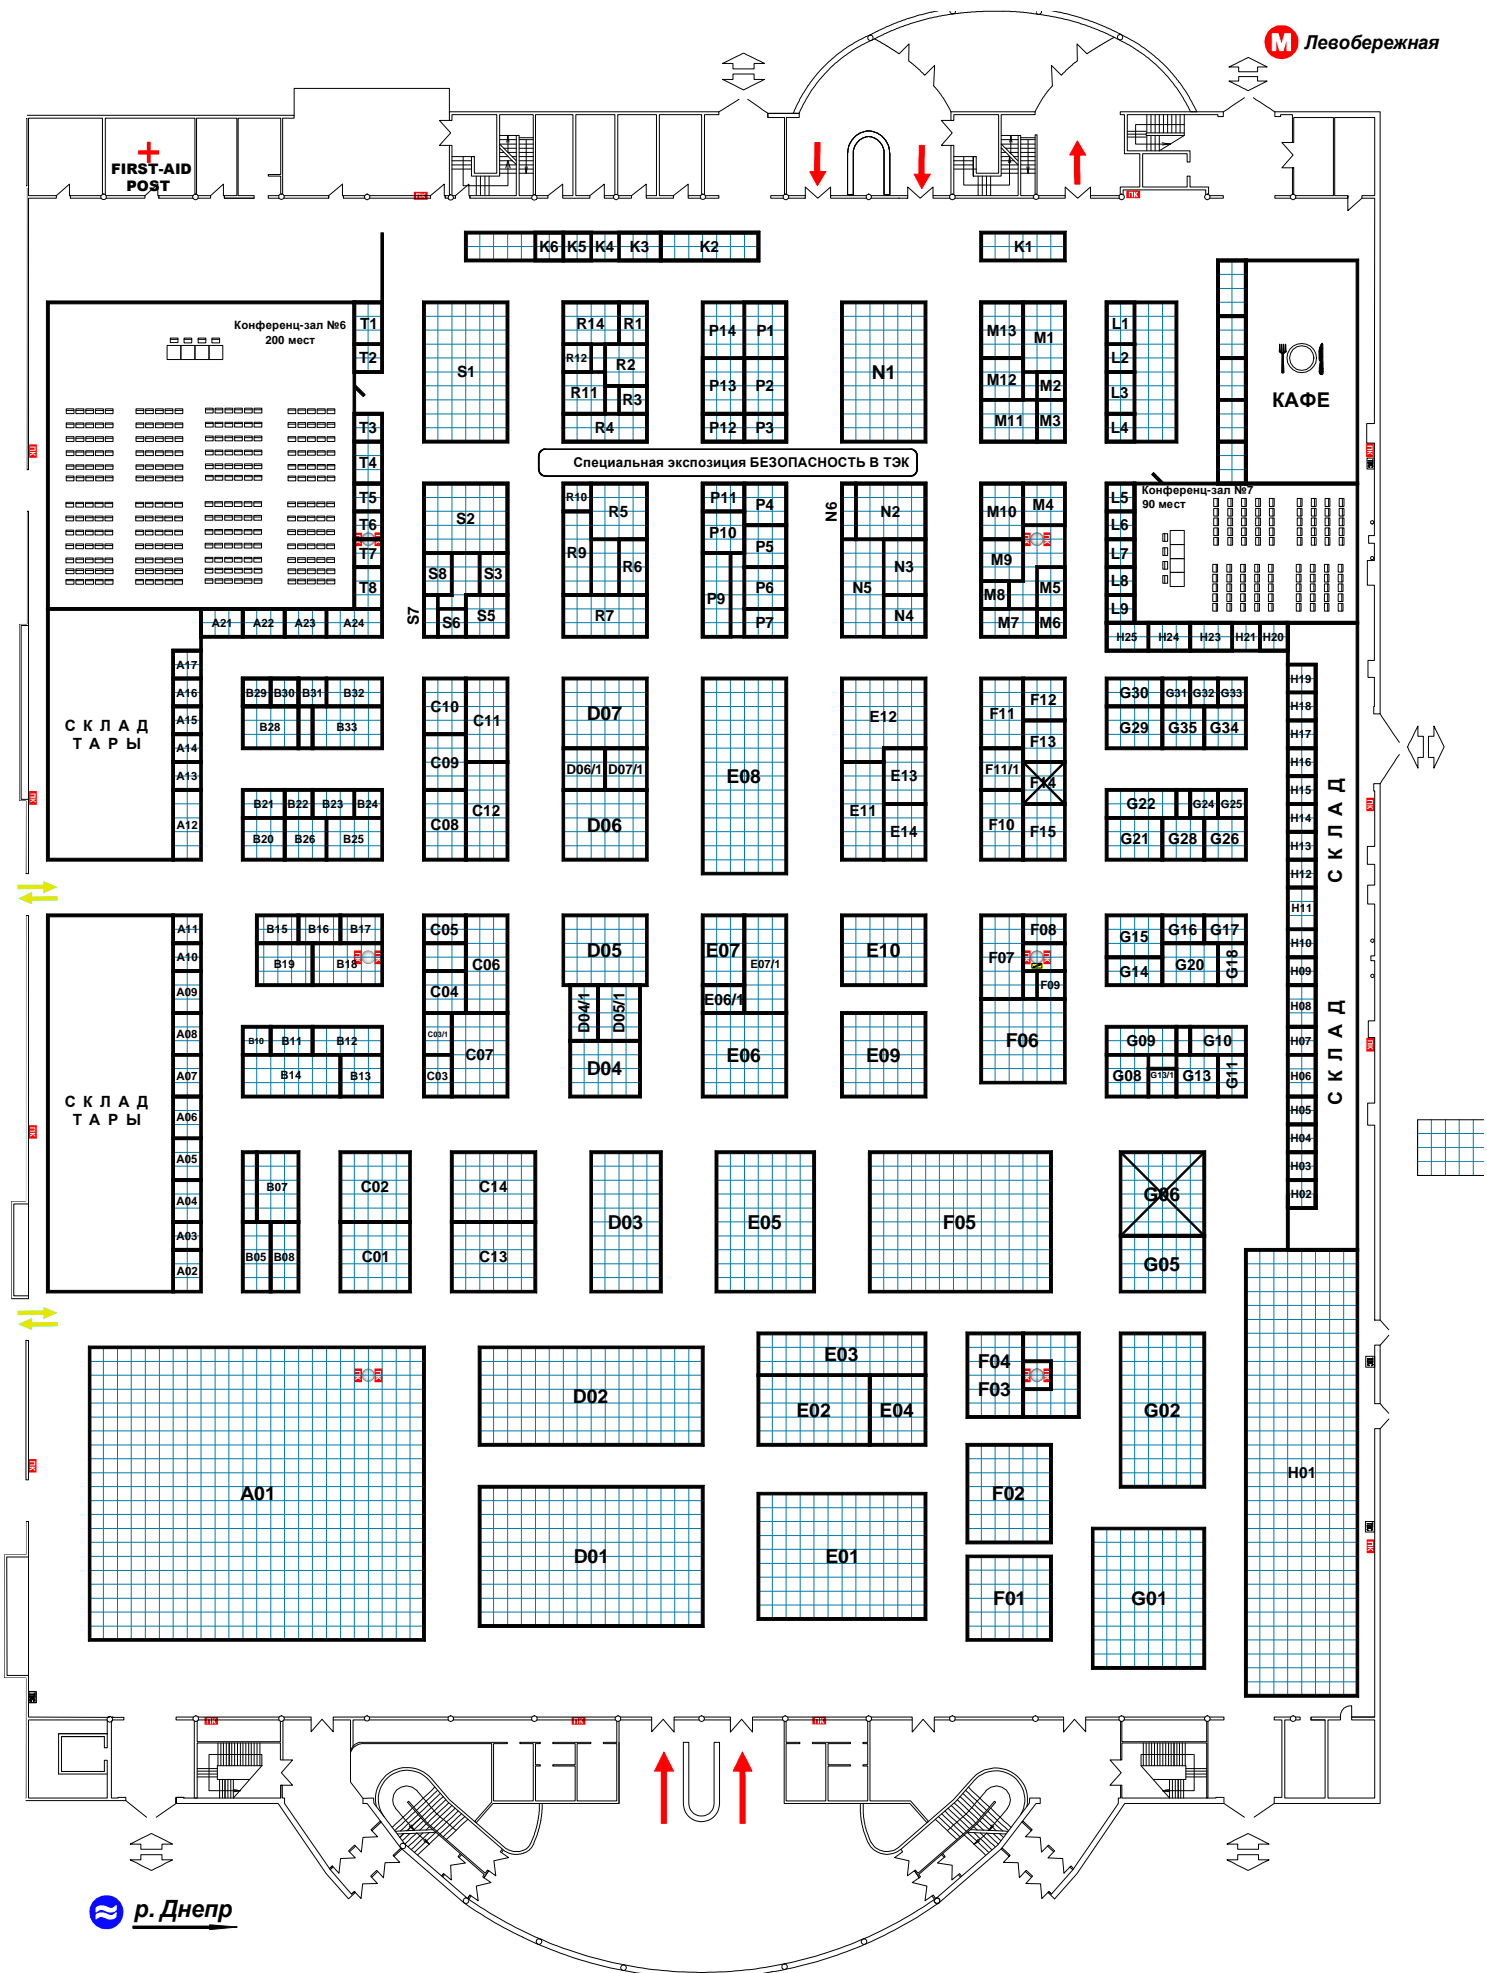 М Левобережная
FIRST-AID
POST
ПК
ПК
K6 K5 K4 K3 K2 K1
Конференц-зал №6
200 мест
T1
T2
T3
T4
T5
T6
T7
T8
S1
R14 R1
R12 R2
R11 R3
R4
P14 P1
P13 P2
P12 P3
N1
M13 M1
M12 M2
M11 M3
L1
L2
L3
L4
КАФЕ
Специальная экспозиция БЕЗОПАСНОСТЬ В ТЭК
S2
S8 S3
S7 S6 S5
R10 R5
R9 R6
R7
P11 P4
P10 P5
P9 P6
P7
N6 N2
N5 N3
N4
M10 M4
M9
M8 M5
M7 M6
L5
L6
L7
L8
L9
Конференц-зал №7
90 мест
A21 A22 A23 A24
H25 H24 H23 H21 H20
СКЛАД
ТАРЫ
A17
A16
A15
A14
A13
A12
B29 B30 B31 B32
B28 B33
B21 B22 B23 B24
B20 B26 B25
C10 C11
C09
C08 C12
D07
D06/1 D07/1
D06
E08
E12
E13
E11
E14
F11 F12
F13
F11/1 F14
F10 F15
G30 G31 G32 G33
G29 G35 G34
G22 G24 G25
G21 G28 G26
H19
H18
H17
H16
H15
H14
H13
H12
H11
H10
H09
H08
H07
H06
H05
H04
H03
H02
СКЛАД
СКЛАД
СКЛАД
ТАРЫ
A11
A10
A09
A08
A07
A06
A05
A04
A03
A02
B15 B16 B17
B19 B18
B10 B11 B12
B14 B13
C05
C06
C04
C03/1
C07
C03
D05
D04/1 D05/1
D04
E07 E07/1
E06/1
E06
E10
E09
F07 F08
F09
F06
G15 G16 G17
G14 G20 G18
G09 G10
G08 G13/1 G13 G11
B07
B05 B08
C02
C01
C14
C13
D03
E05
F05
G06
G05
A01
D02
D01
E03
E02 E04
E01
F04
F03
F02
F01
G02
G01
H01
ПК
ПК
ПК
р. Днепр